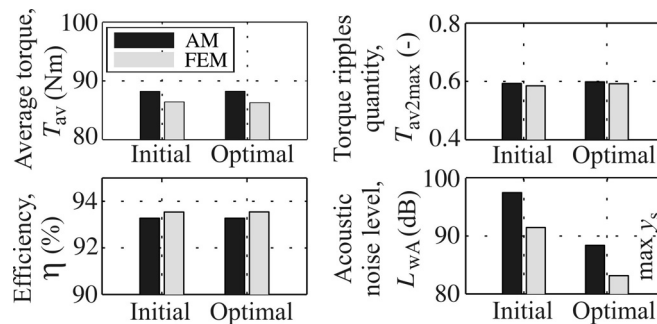 Average torque,
T_av (Nm)
100
90
80
AM
FEM
Initial Optimal
Torque ripples
quantity,
T_av2max (-)
0.8
0.6
0.4
Initial Optimal
Efficiency,
η (%)
94
92
90
Initial Optimal
Acoustic
noise level,
L_wA (dB)
100
90
80
Initial Optimal
max y_s